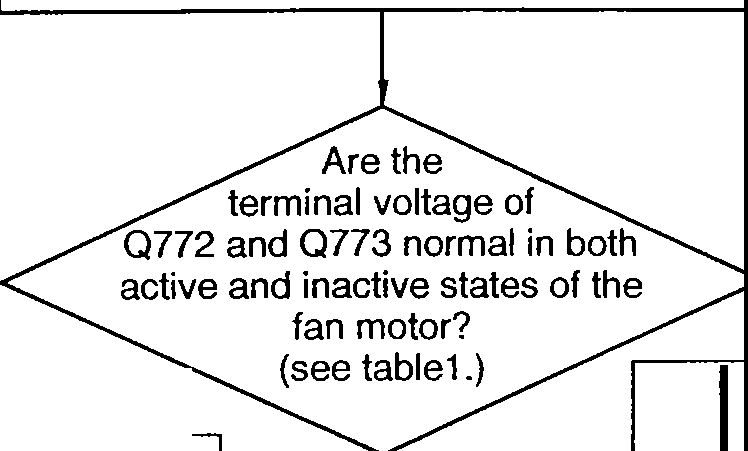 Are the
terminal voltage of
Q772 and Q773 normal in both
active and inactive states of the
fan motor?
(see table1.)